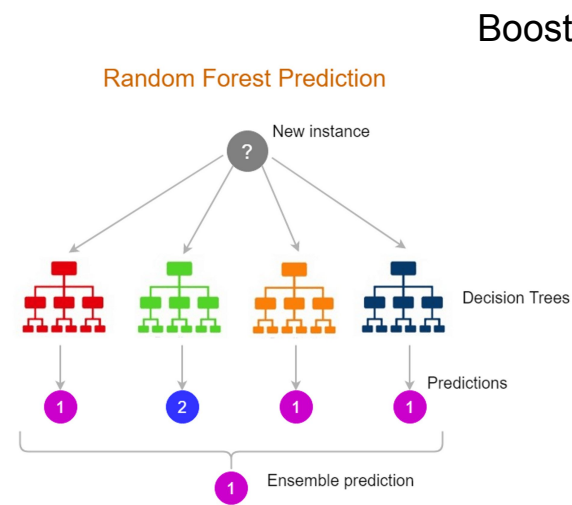 Boost
Random Forest Prediction
New instance
?
Decision Trees
Predictions
1 2 1 1
Ensemble prediction
1